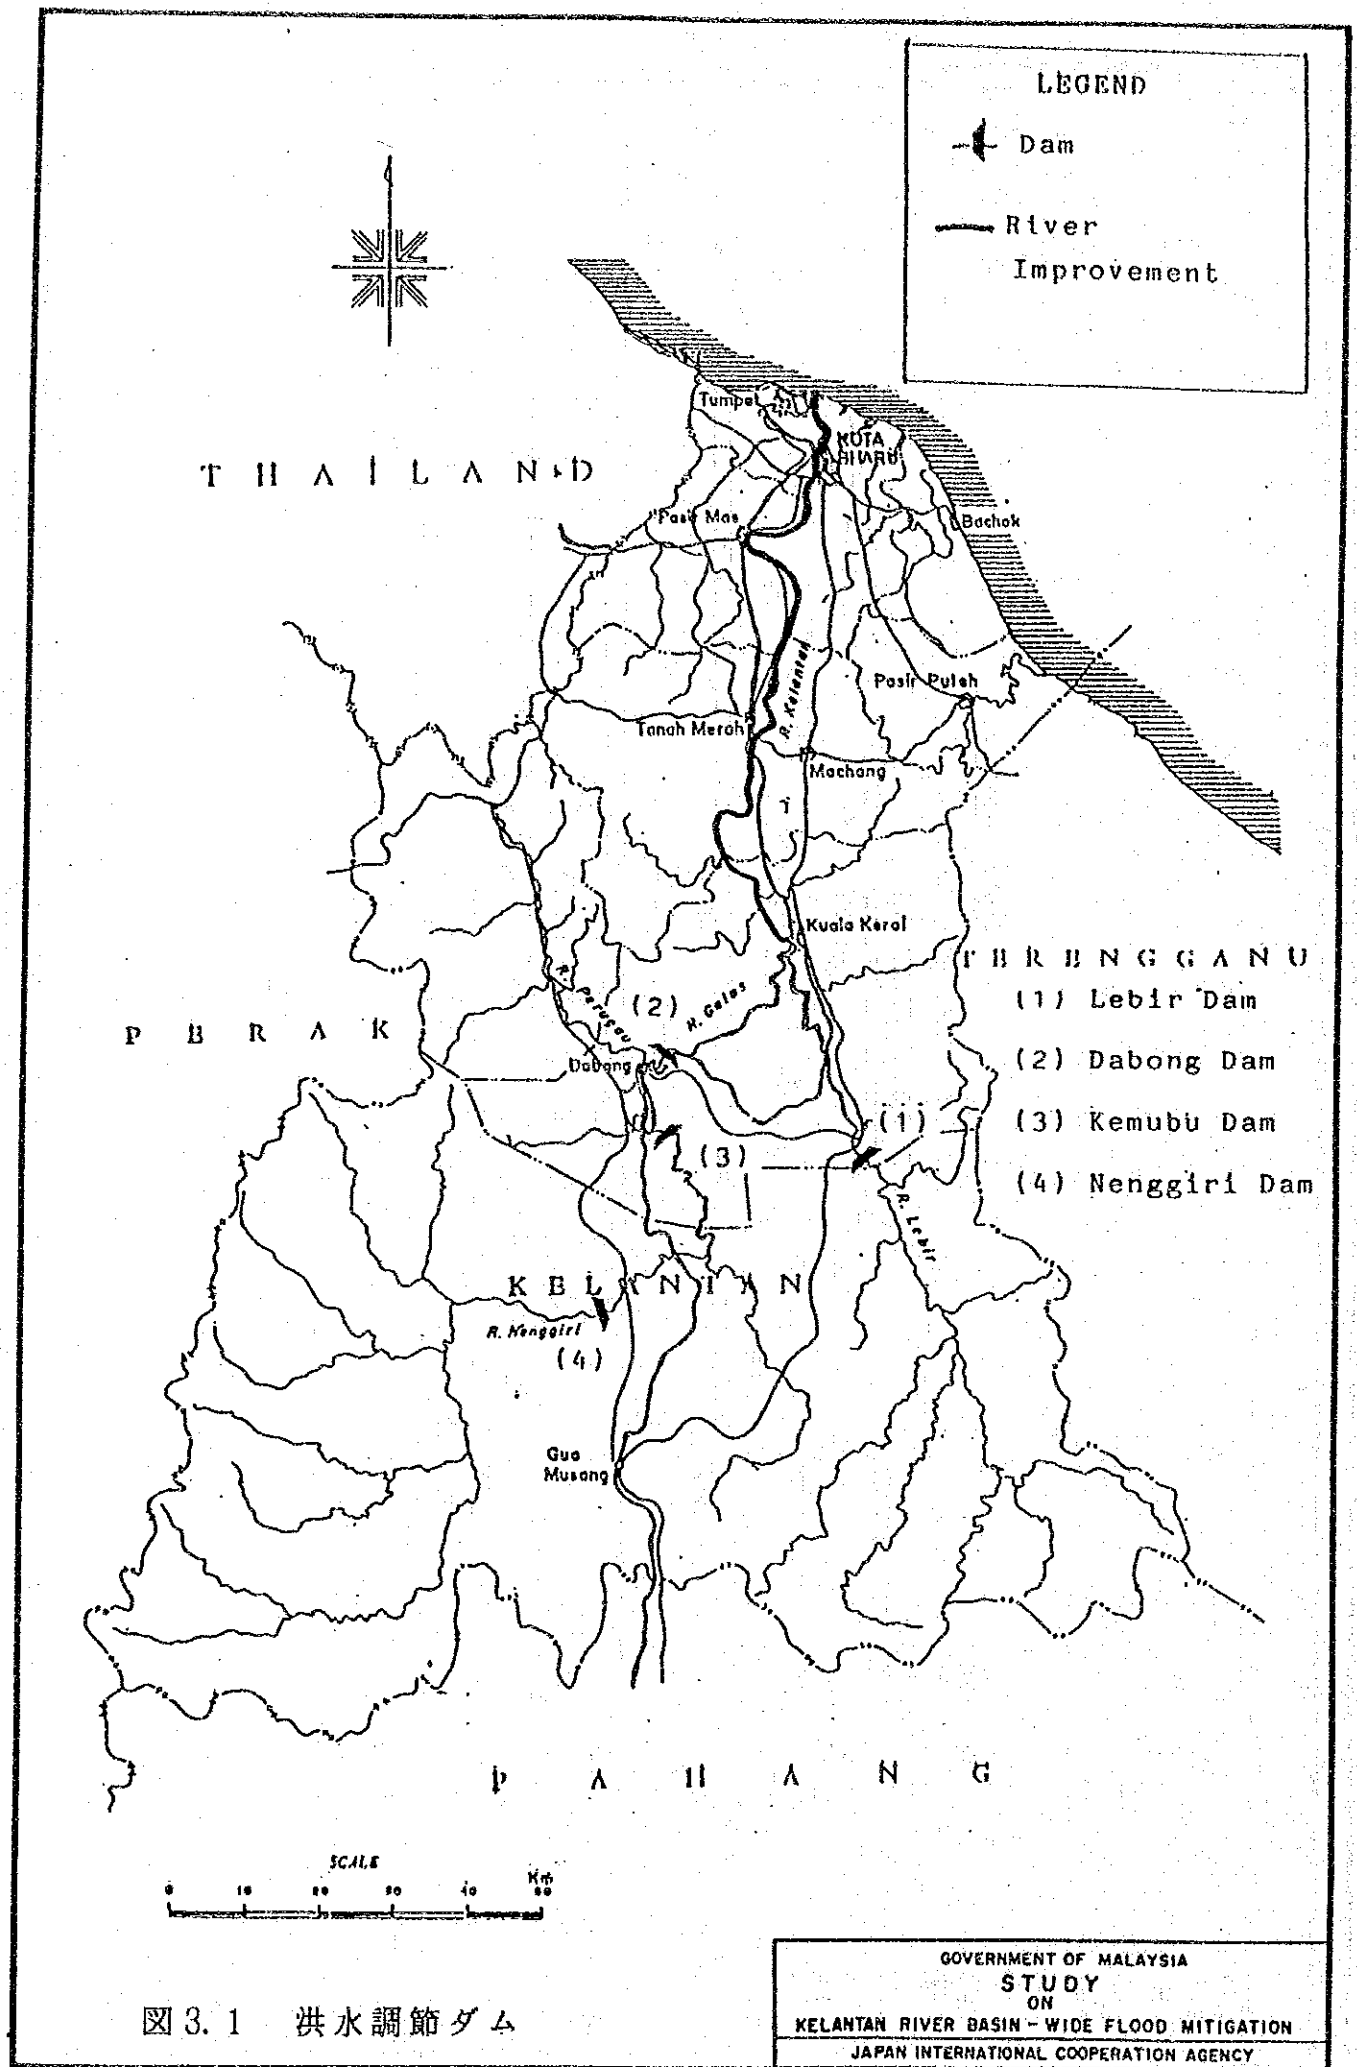 LEGEND
Dam
River
Improvement
Tumpat
KOTA
BHARU
THAILAND
Pasir Mas
Bachok
R. Kelantan
Pasir Puteh
Tanah Merah
Machang
Kuala Kerai
TERENGGANU
(1) Lebir Dam
(2) Dabong Dam
(3) Kemubu Dam
(4) Nenggiri Dam
PERAK
R. Pergau
(2)
R. Galas
Dabong
(1)
(3)
R. Lebir
KELANTAN
R. Nenggiri
(4)
Gua
Musang
PAHANG
SCALE
Km
0 10 20 30 40 50
図 3.1 洪水調節ダム
GOVERNMENT OF MALAYSIA
STUDY
ON
KELANTAN RIVER BASIN-WIDE FLOOD MITIGATION
JAPAN INTERNATIONAL COOPERATION AGENCY